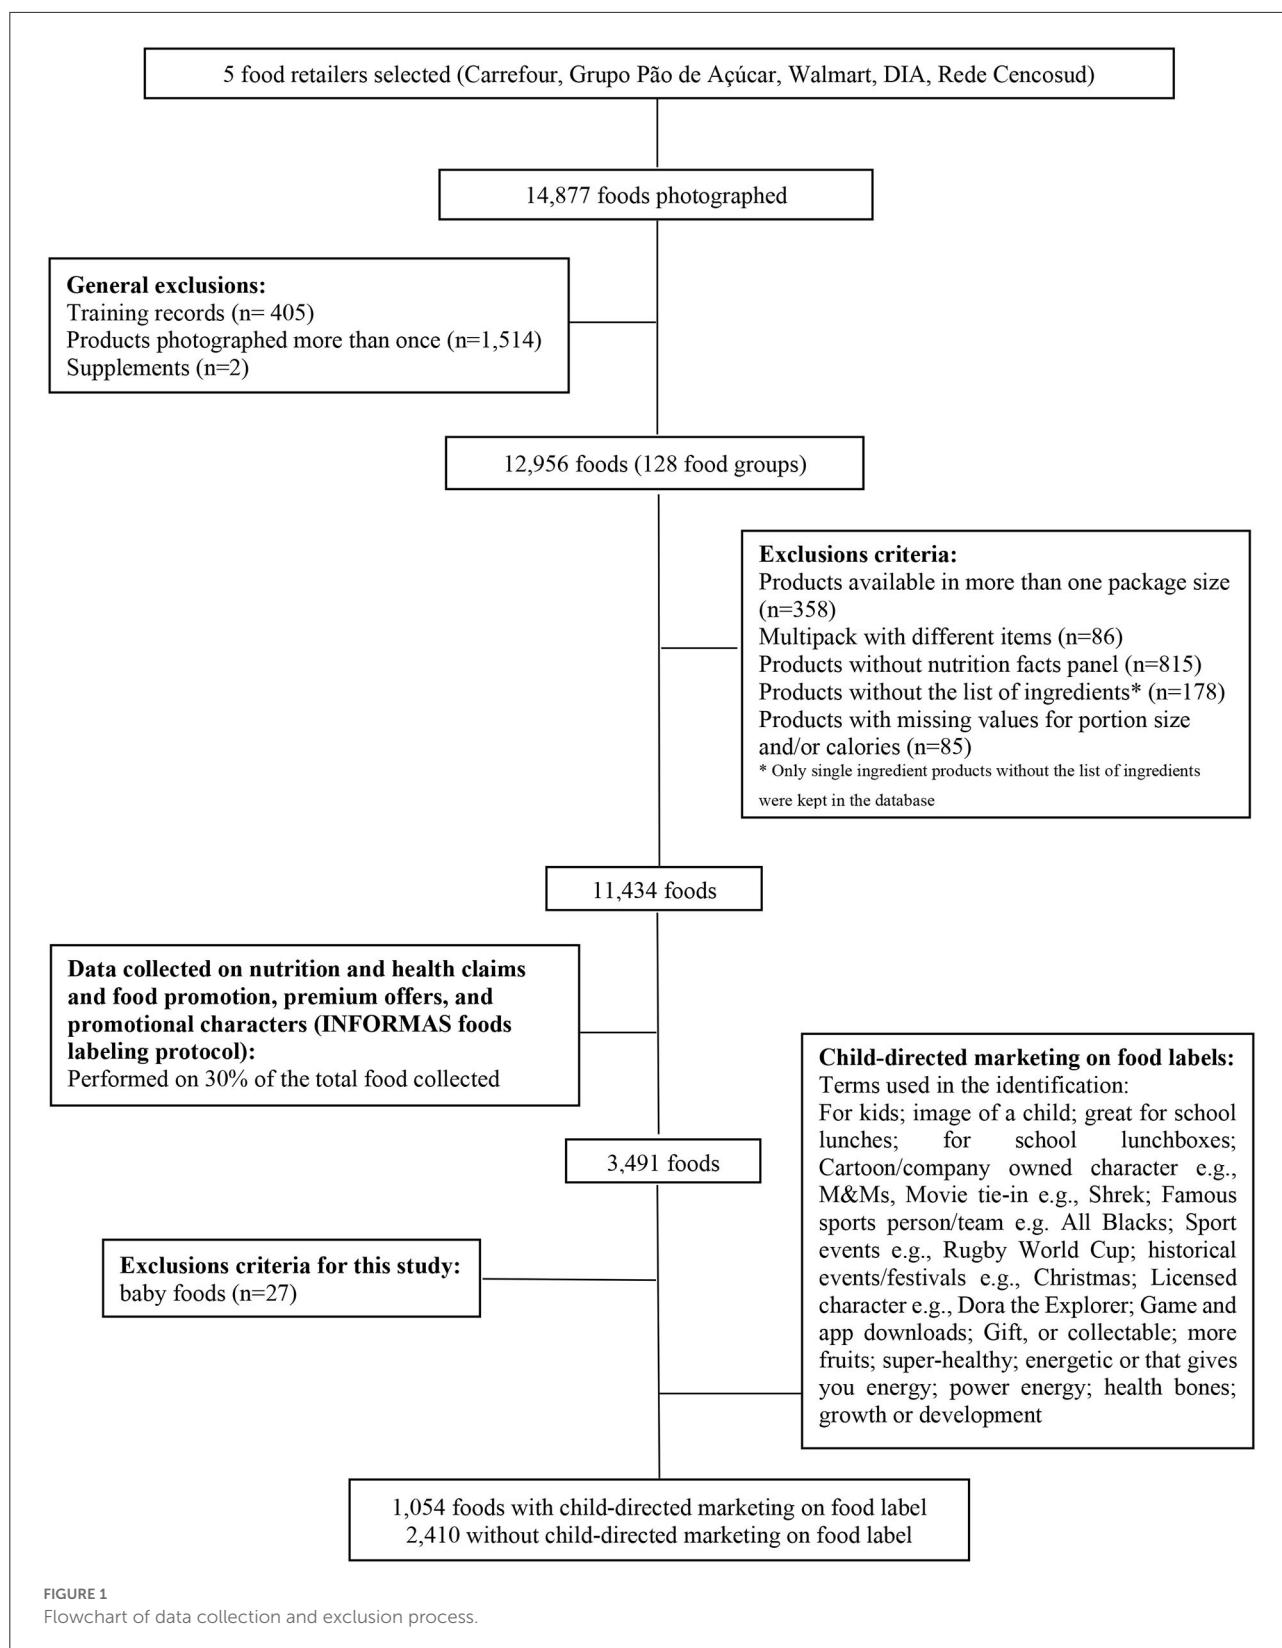 5 food retailers selected (Carrefour, Grupo Pão de Açúcar, Walmart, DIA, Rede Cencosud)
14,877 foods photographed
General exclusions:
Training records (n= 405)
Products photographed more than once (n=1,514)
Supplements (n=2)
12,956 foods (128 food groups)
Exclusions criteria:
Products available in more than one package size
(n=358)
Multipack with different items (n=86)
Products without nutrition facts panel (n=815)
Products without the list of ingredients* (n=178)
Products with missing values for portion size
and/or calories (n=85)
* Only single ingredient products without the list of ingredients
were kept in the database
11,434 foods
Data collected on nutrition and health claims
and food promotion, premium offers, and
promotional characters (INFORMAS foods
labeling protocol):
Performed on 30% of the total food collected
Child-directed marketing on food labels:
Terms used in the identification:
For kids; image of a child; great for school
lunches; for school lunchboxes;
Cartoon/company owned character e.g.,
M&Ms, Movie tie-in e.g., Shrek; Famous
sports person/team e.g. All Blacks; Sport
events e.g., Rugby World Cup; historical
events/festivals e.g., Christmas; Licensed
character e.g., Dora the Explorer; Game and
app downloads; Gift, or collectable; more
fruits; super-healthy; energetic or that gives
you energy; power energy; health bones;
growth or development
3,491 foods
Exclusions criteria for this study:
baby foods (n=27)
1,054 foods with child-directed marketing on food label
2,410 without child-directed marketing on food label
FIGURE 1
Flowchart of data collection and exclusion process.